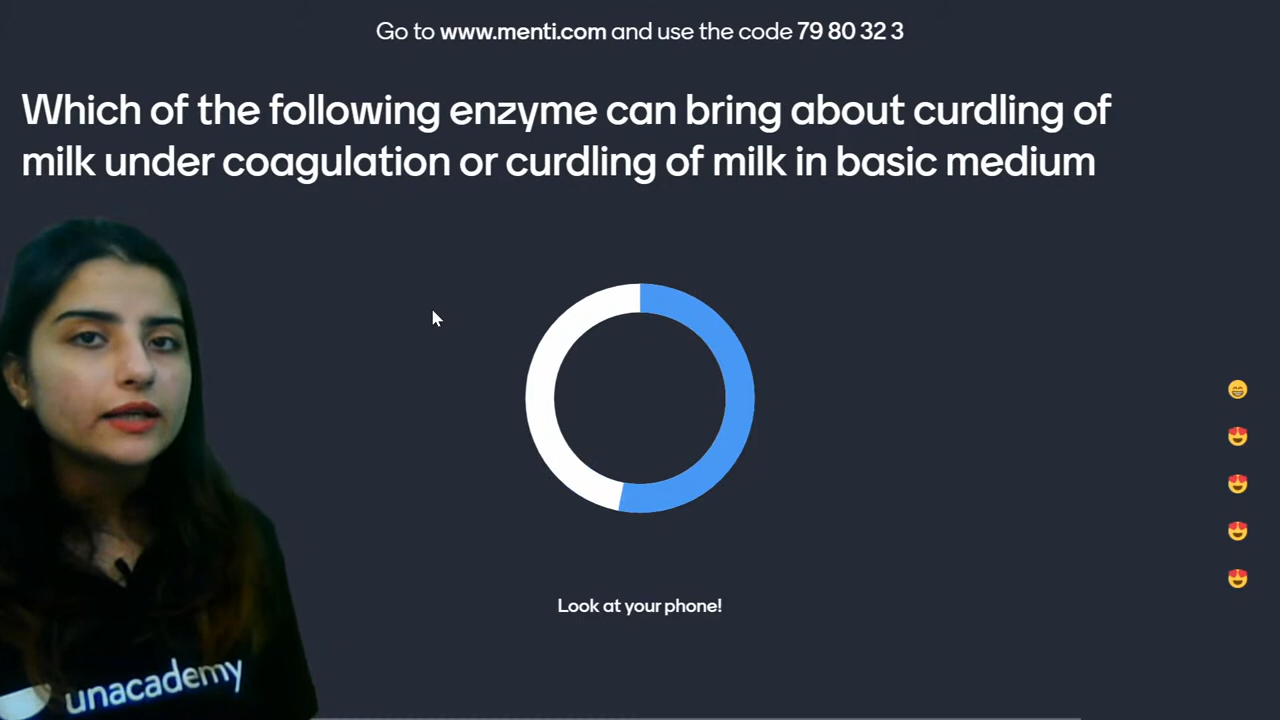 Go to www.menti.com and use the code 79 80 32 3
Which of the following enzyme can bring about curdling of
milk under coagulation or curdling of milk in basic medium
Look at your phone!
unacademy